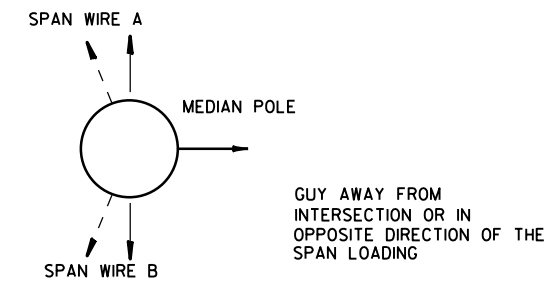 SPAN WIRE A
MEDIAN POLE
GUY AWAY FROM
INTERSECTION OR IN
OPPOSITE DIRECTION OF THE
SPAN LOADING
SPAN WIRE B